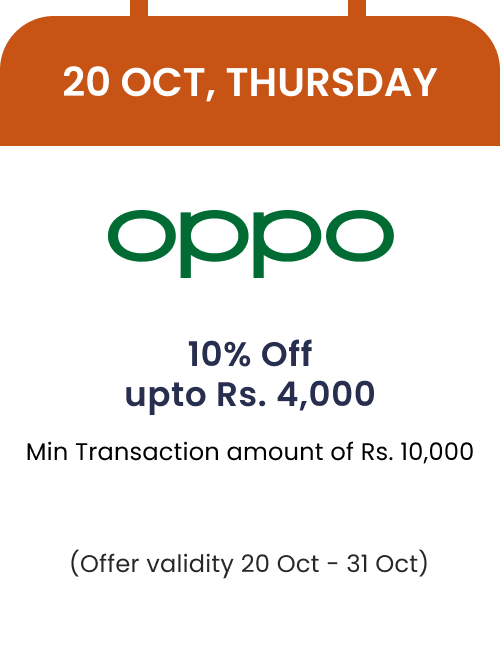 20 OCT, THURSDAY
oppo
10% Off
upto Rs. 4,000
Min Transaction amount of Rs. 10,000
(Offer validity 20 Oct - 31 Oct)